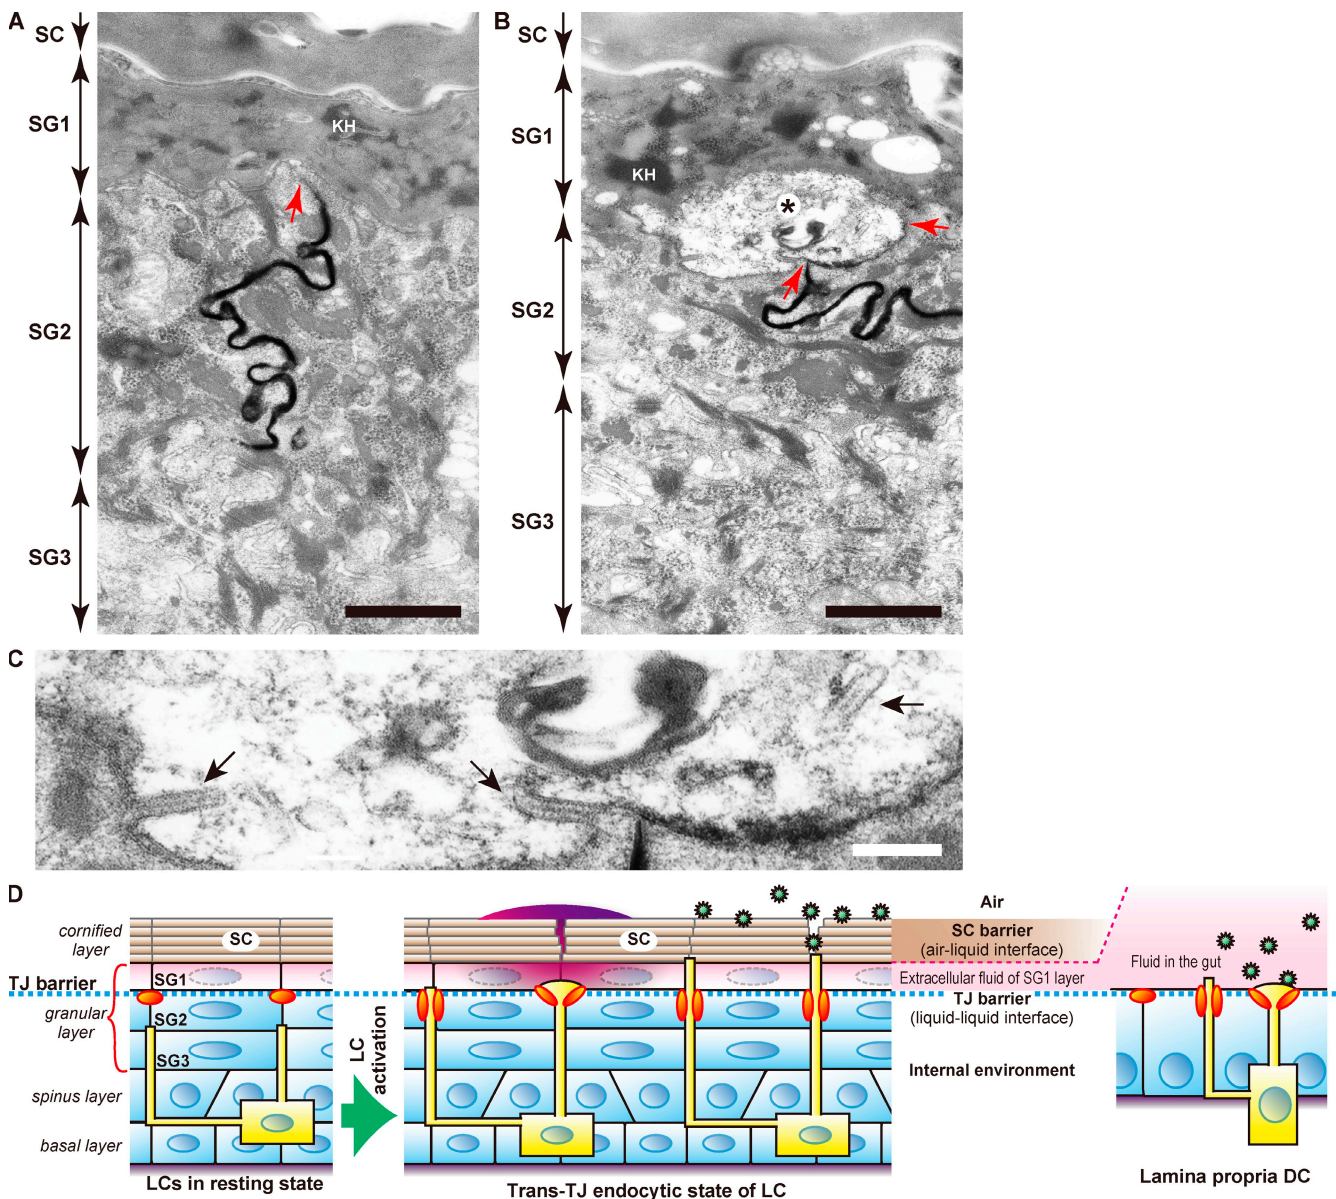 A
SC
SG1
SG2
SG3
KH
B
SC
SG1
SG2
SG3
KH
*
C
D
cornified
layer
TJ barrier
granular
layer
spinus layer
basal layer
SC
SG1
SG2
SG3
LCs in resting state
LC
activation
SC
Trans-TJ endocytic state of LC
Air
SC barrier
(air-liquid interface)
Extracellular fluid of SG1 layer
TJ barrier
(liquid-liquid interface)
Internal environment
Fluid in the gut
Lamina propria DC